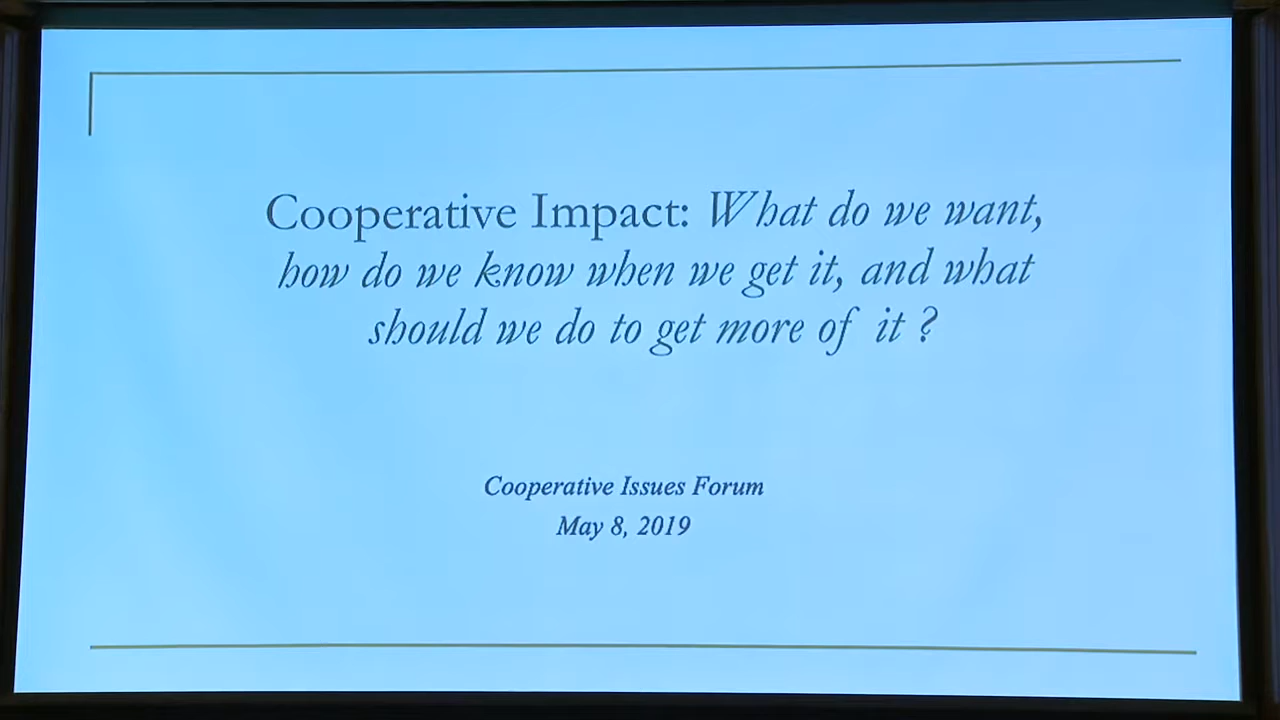 Cooperative Impact: What do we want,
how do we know when we get it, and what
should we do to get more of it ?
Cooperative Issues Forum
May 8, 2019